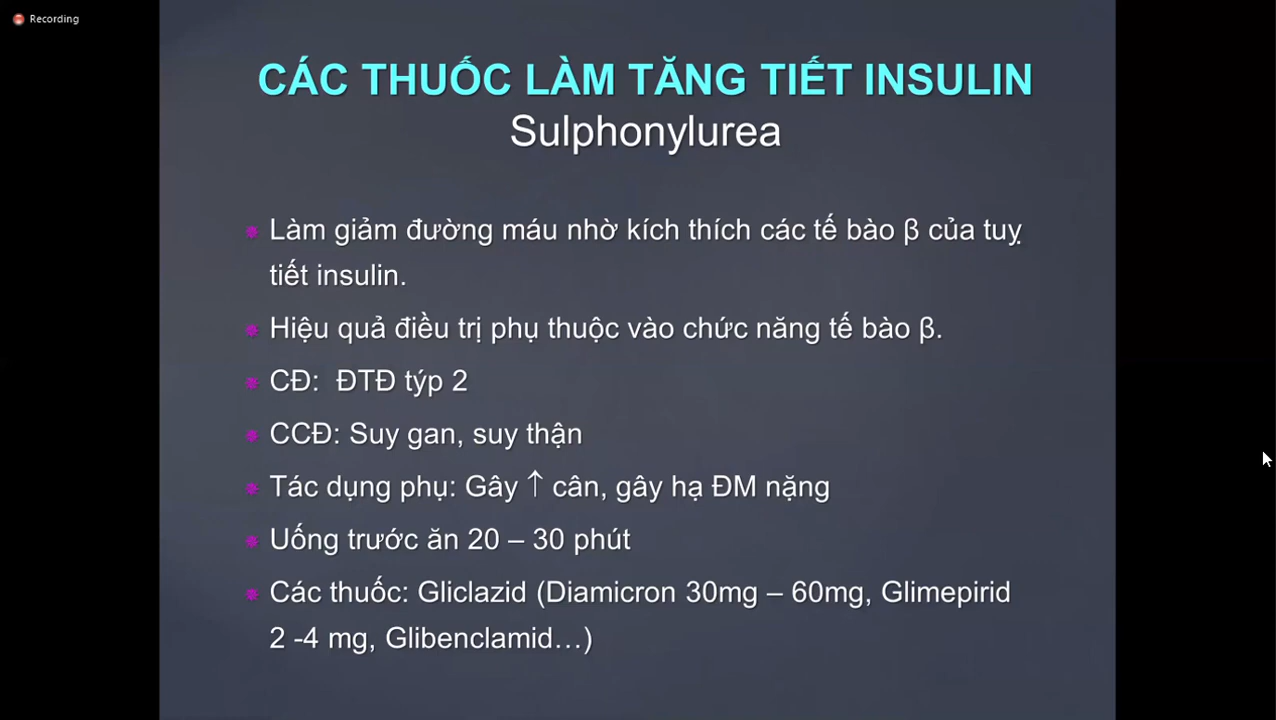 Recording
CÁC THUỐC LÀM TĂNG TIẾT INSULIN
Sulphonylurea
Làm giảm đường máu nhờ kích thích các tế bào β của tuỵ
tiết insulin.
Hiệu quả điều trị phụ thuộc vào chức năng tế bào β.
CĐ: ĐTĐ týp 2
CCĐ: Suy gan, suy thận
Tác dụng phụ: Gây ↑ cân, gây hạ ĐM nặng
Uống trước ăn 20 – 30 phút
Các thuốc: Gliclazid (Diamicron 30mg – 60mg, Glimepirid
2 -4 mg, Glibenclamid…)